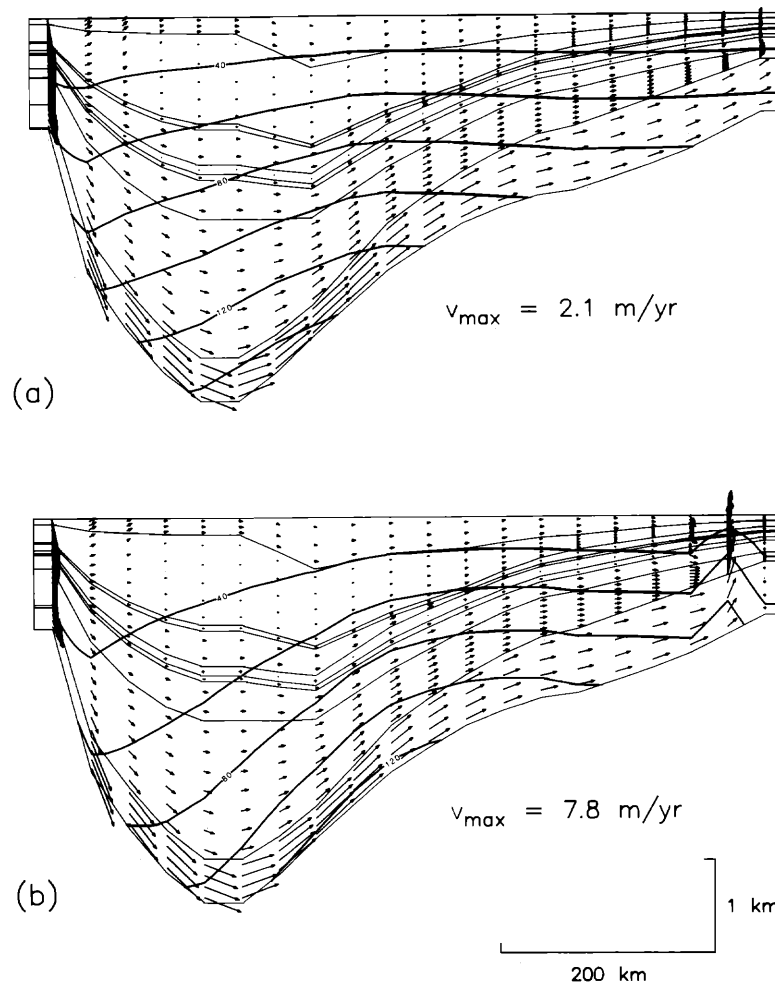 40
80
120
v_max = 2.1 m/yr
(a)
40
80
120
v_max = 7.8 m/yr
(b)
1 km
200 km